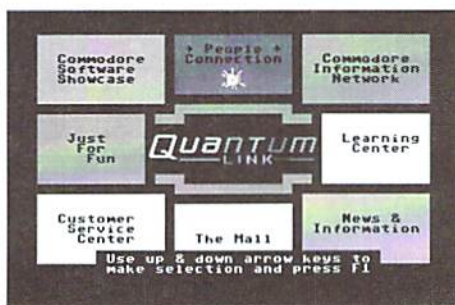 Commodore
Software
Showcase
+ People +
Connection
Commodore
Information
Network
Just
For
Fun
QUANTUM
LINK
Learning
Center
Customer
Service
Center
The Mall
News &
Information
Use up & down arrow keys to
make selection and press F1